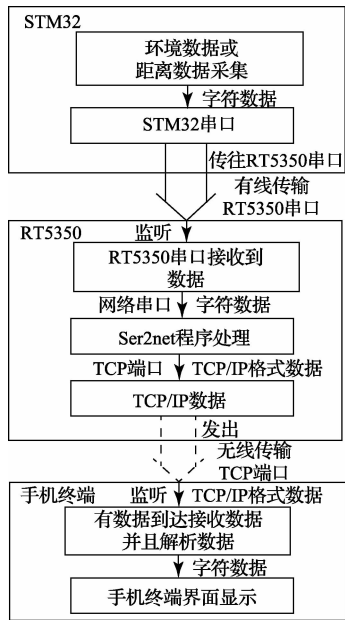 STM32
环境数据或
距离数据采集
字符数据
STM32串口
传往RT5350串口
有线传输
RT5350串口
RT5350
监听
RT5350串口接收到
数据
网络串口
字符数据
Ser2net程序处理
TCP端口
TCP/IP格式数据
TCP/IP数据
发出
无线传输
TCP端口
手机终端
监听
TCP/IP格式数据
有数据到达接收数据
并且解析数据
字符数据
手机终端界面显示